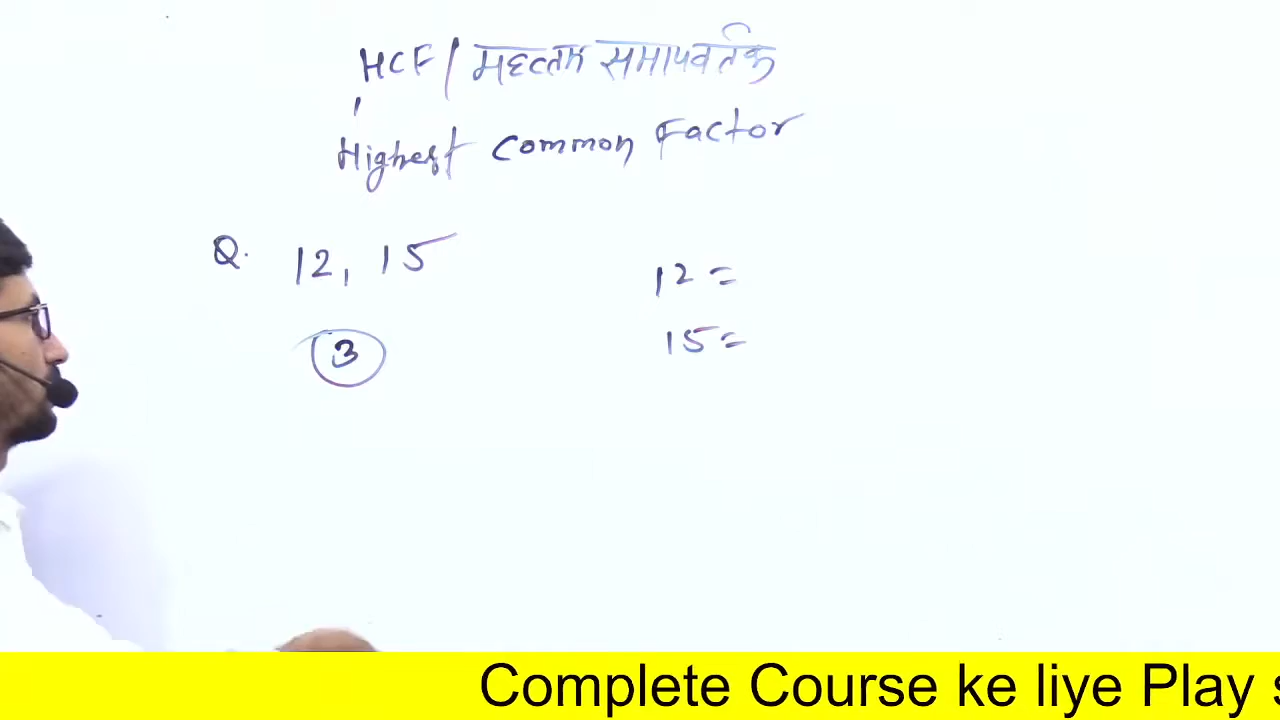 HCF / महत्तम समापवर्तक
Highest Common Factor
Q. 12, 15
3
12 =
15 =
Complete Course ke liye Play s